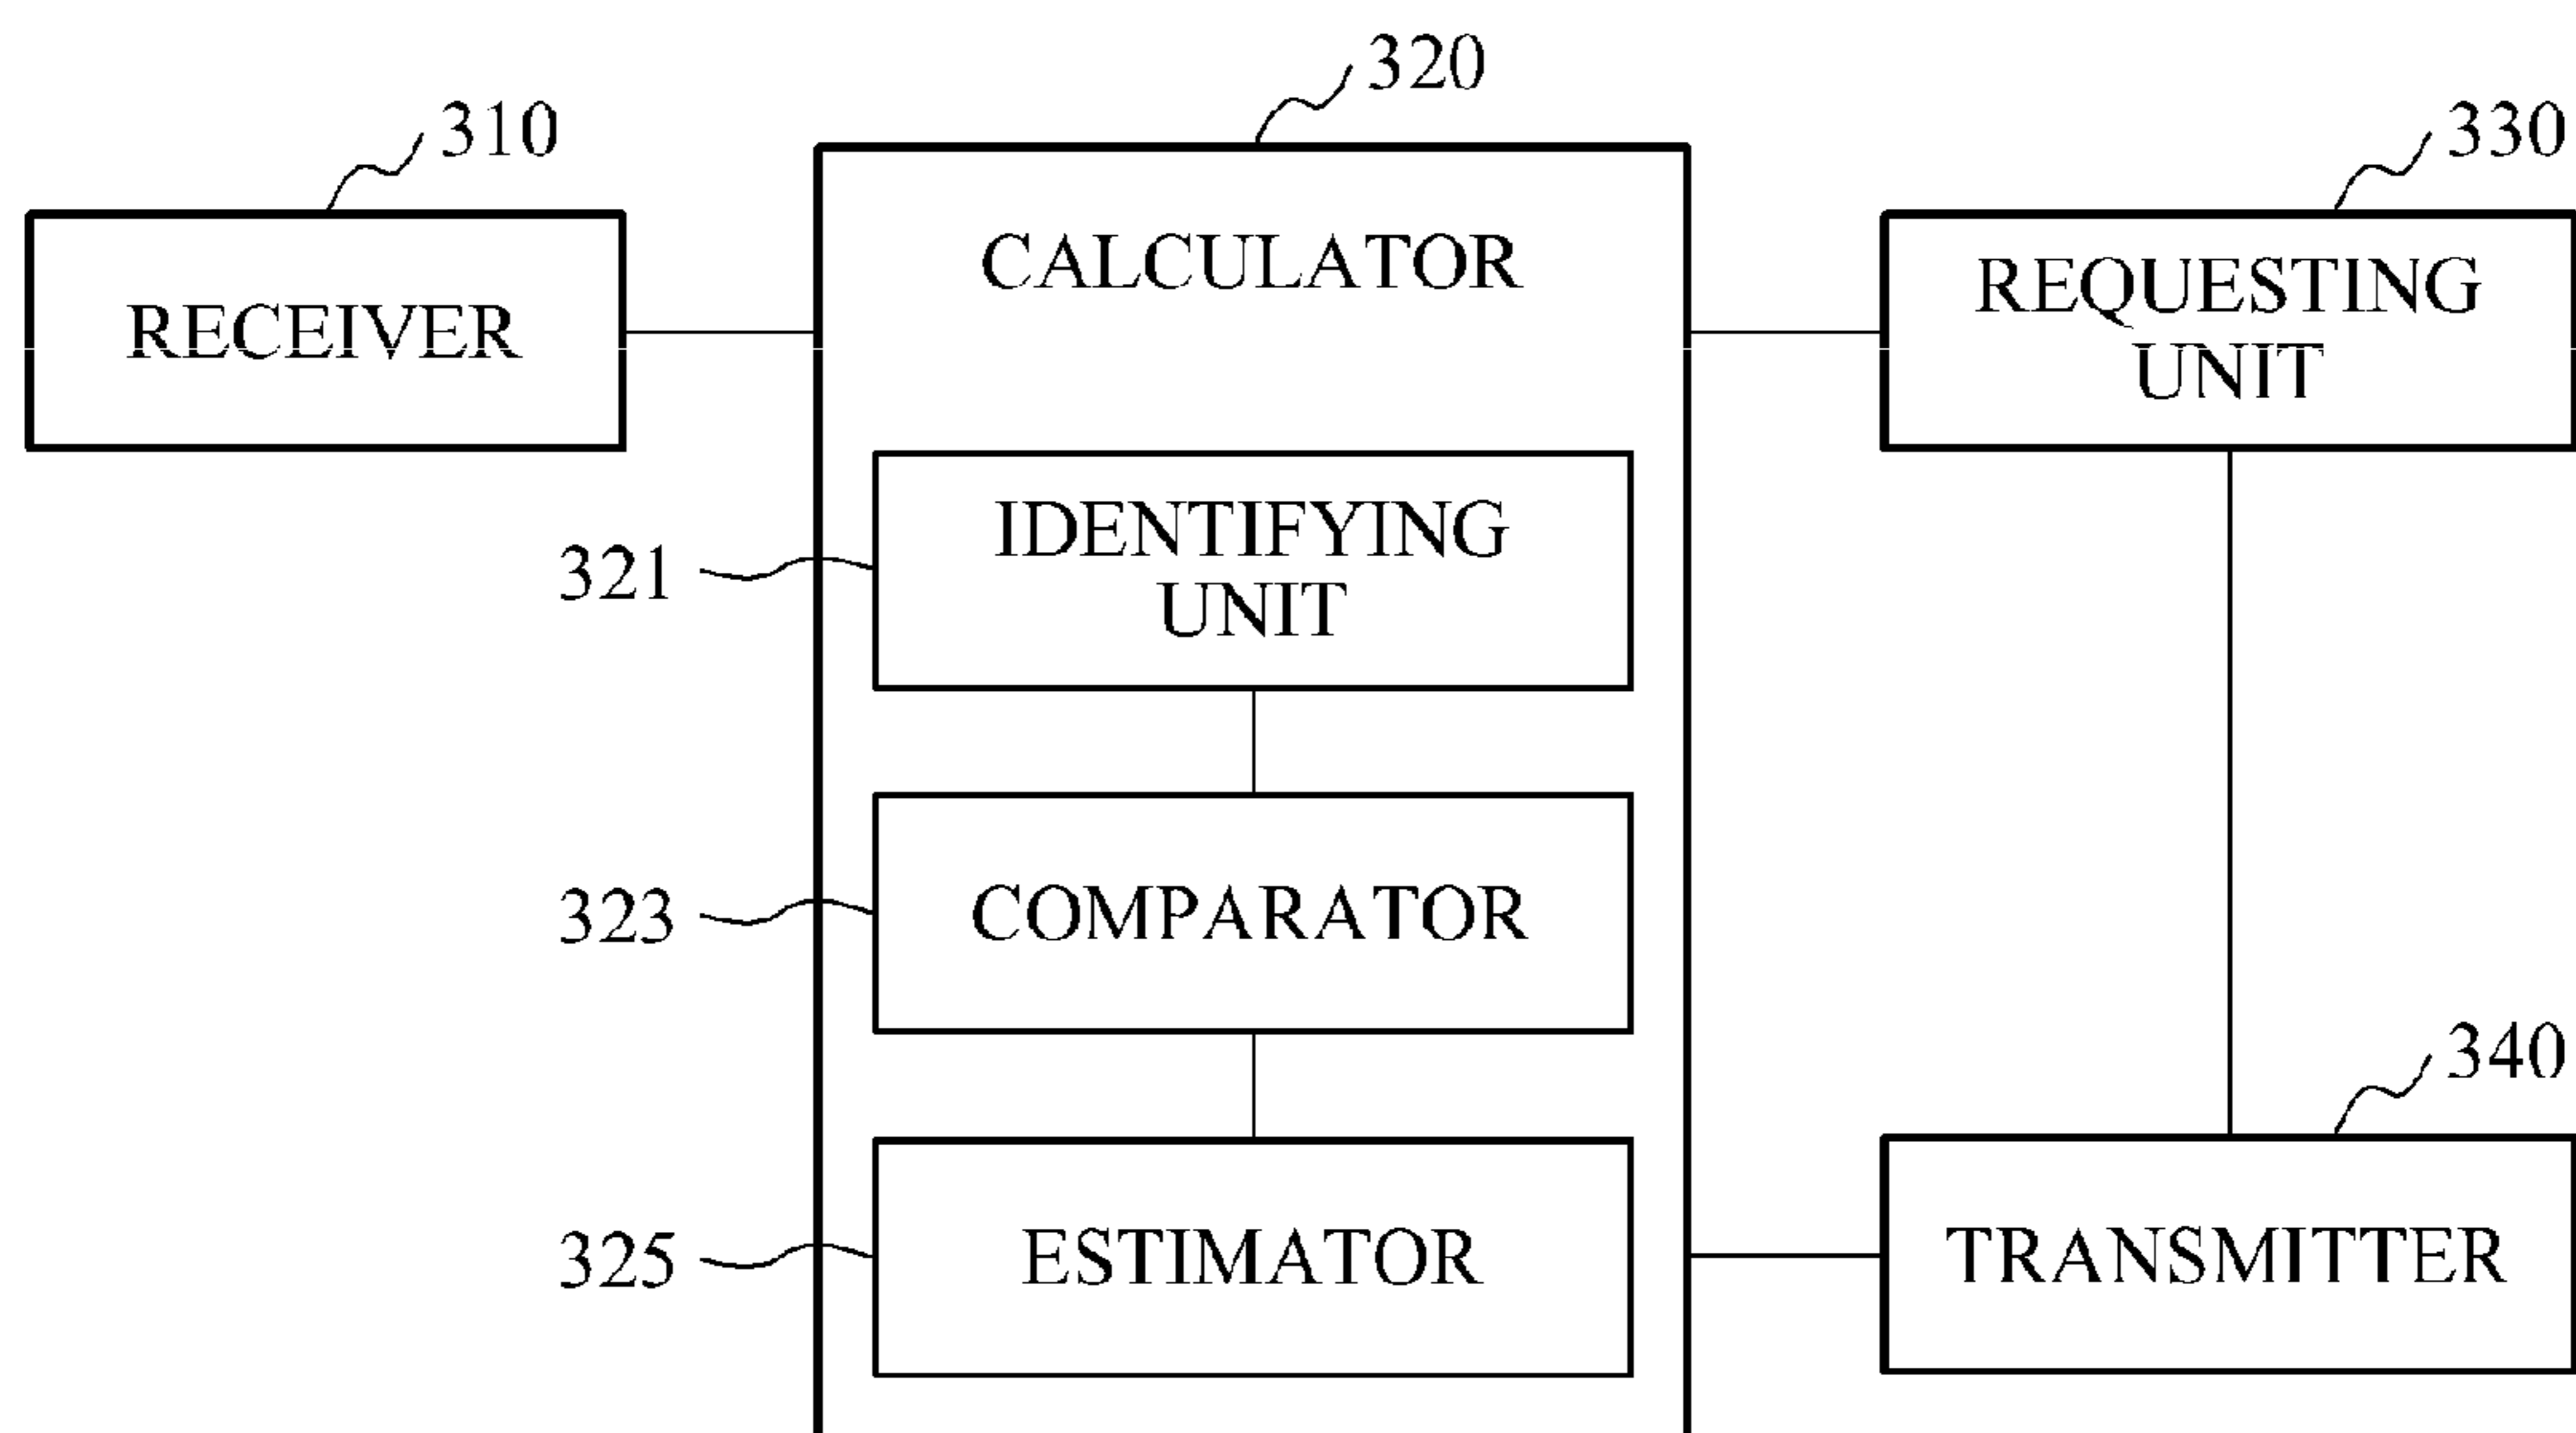 320
310
330
CALCULATOR
RECEIVER
REQUESTING
UNIT
IDENTIFYING
UNIT
321
COMPARATOR
323
340
ESTIMATOR
325
TRANSMITTER